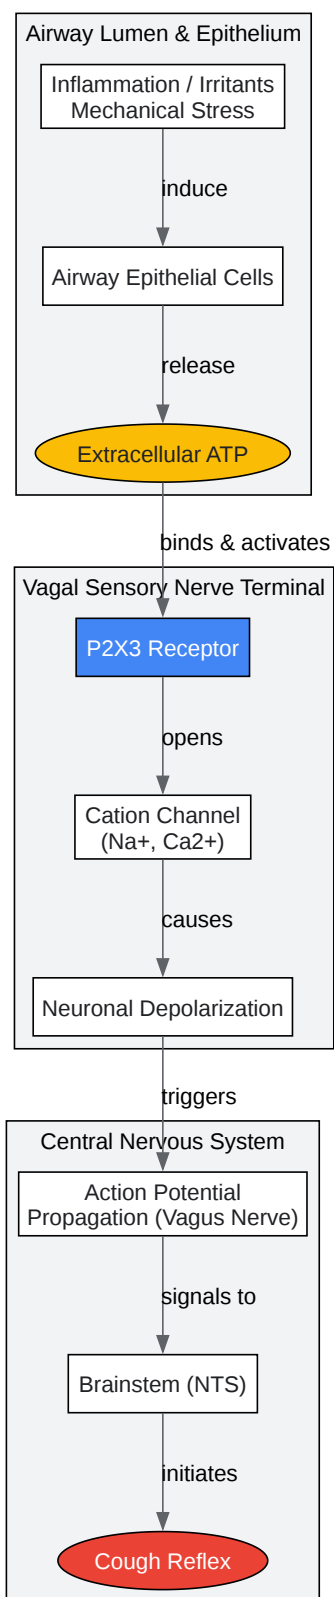 Airway Lumen & Epithelium
Inflammation / Irritants
Mechanical Stress
induce
Airway Epithelial Cells
release
Extracellular ATP
binds & activates
Vagal Sensory Nerve Terminal
P2X3 Receptor
opens
Cation Channel
(Na+, Ca2+)
causes
Neuronal Depolarization
triggers
Central Nervous System
Action Potential
Propagation (Vagus Nerve)
signals to
Brainstem (NTS)
initiates
Cough Reflex